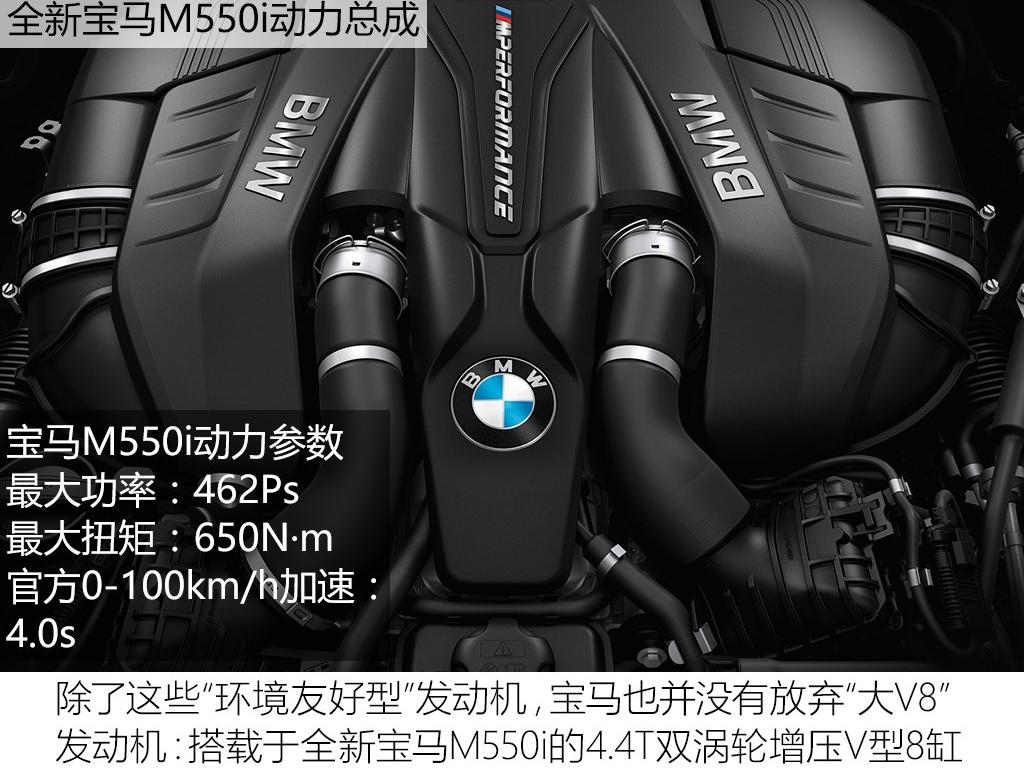 全新宝马M550i动力总成
MPERFORMANCE
BMW
BMW
BMW
宝马M550i动力参数
最大功率：462Ps
最大扭矩：650N·m
官方0-100km/h加速：
4.0s
除了这些“环境友好型”发动机，宝马也并没有放弃“大V8”
发动机：搭载于全新宝马M550i的4.4T双涡轮增压V型8缸